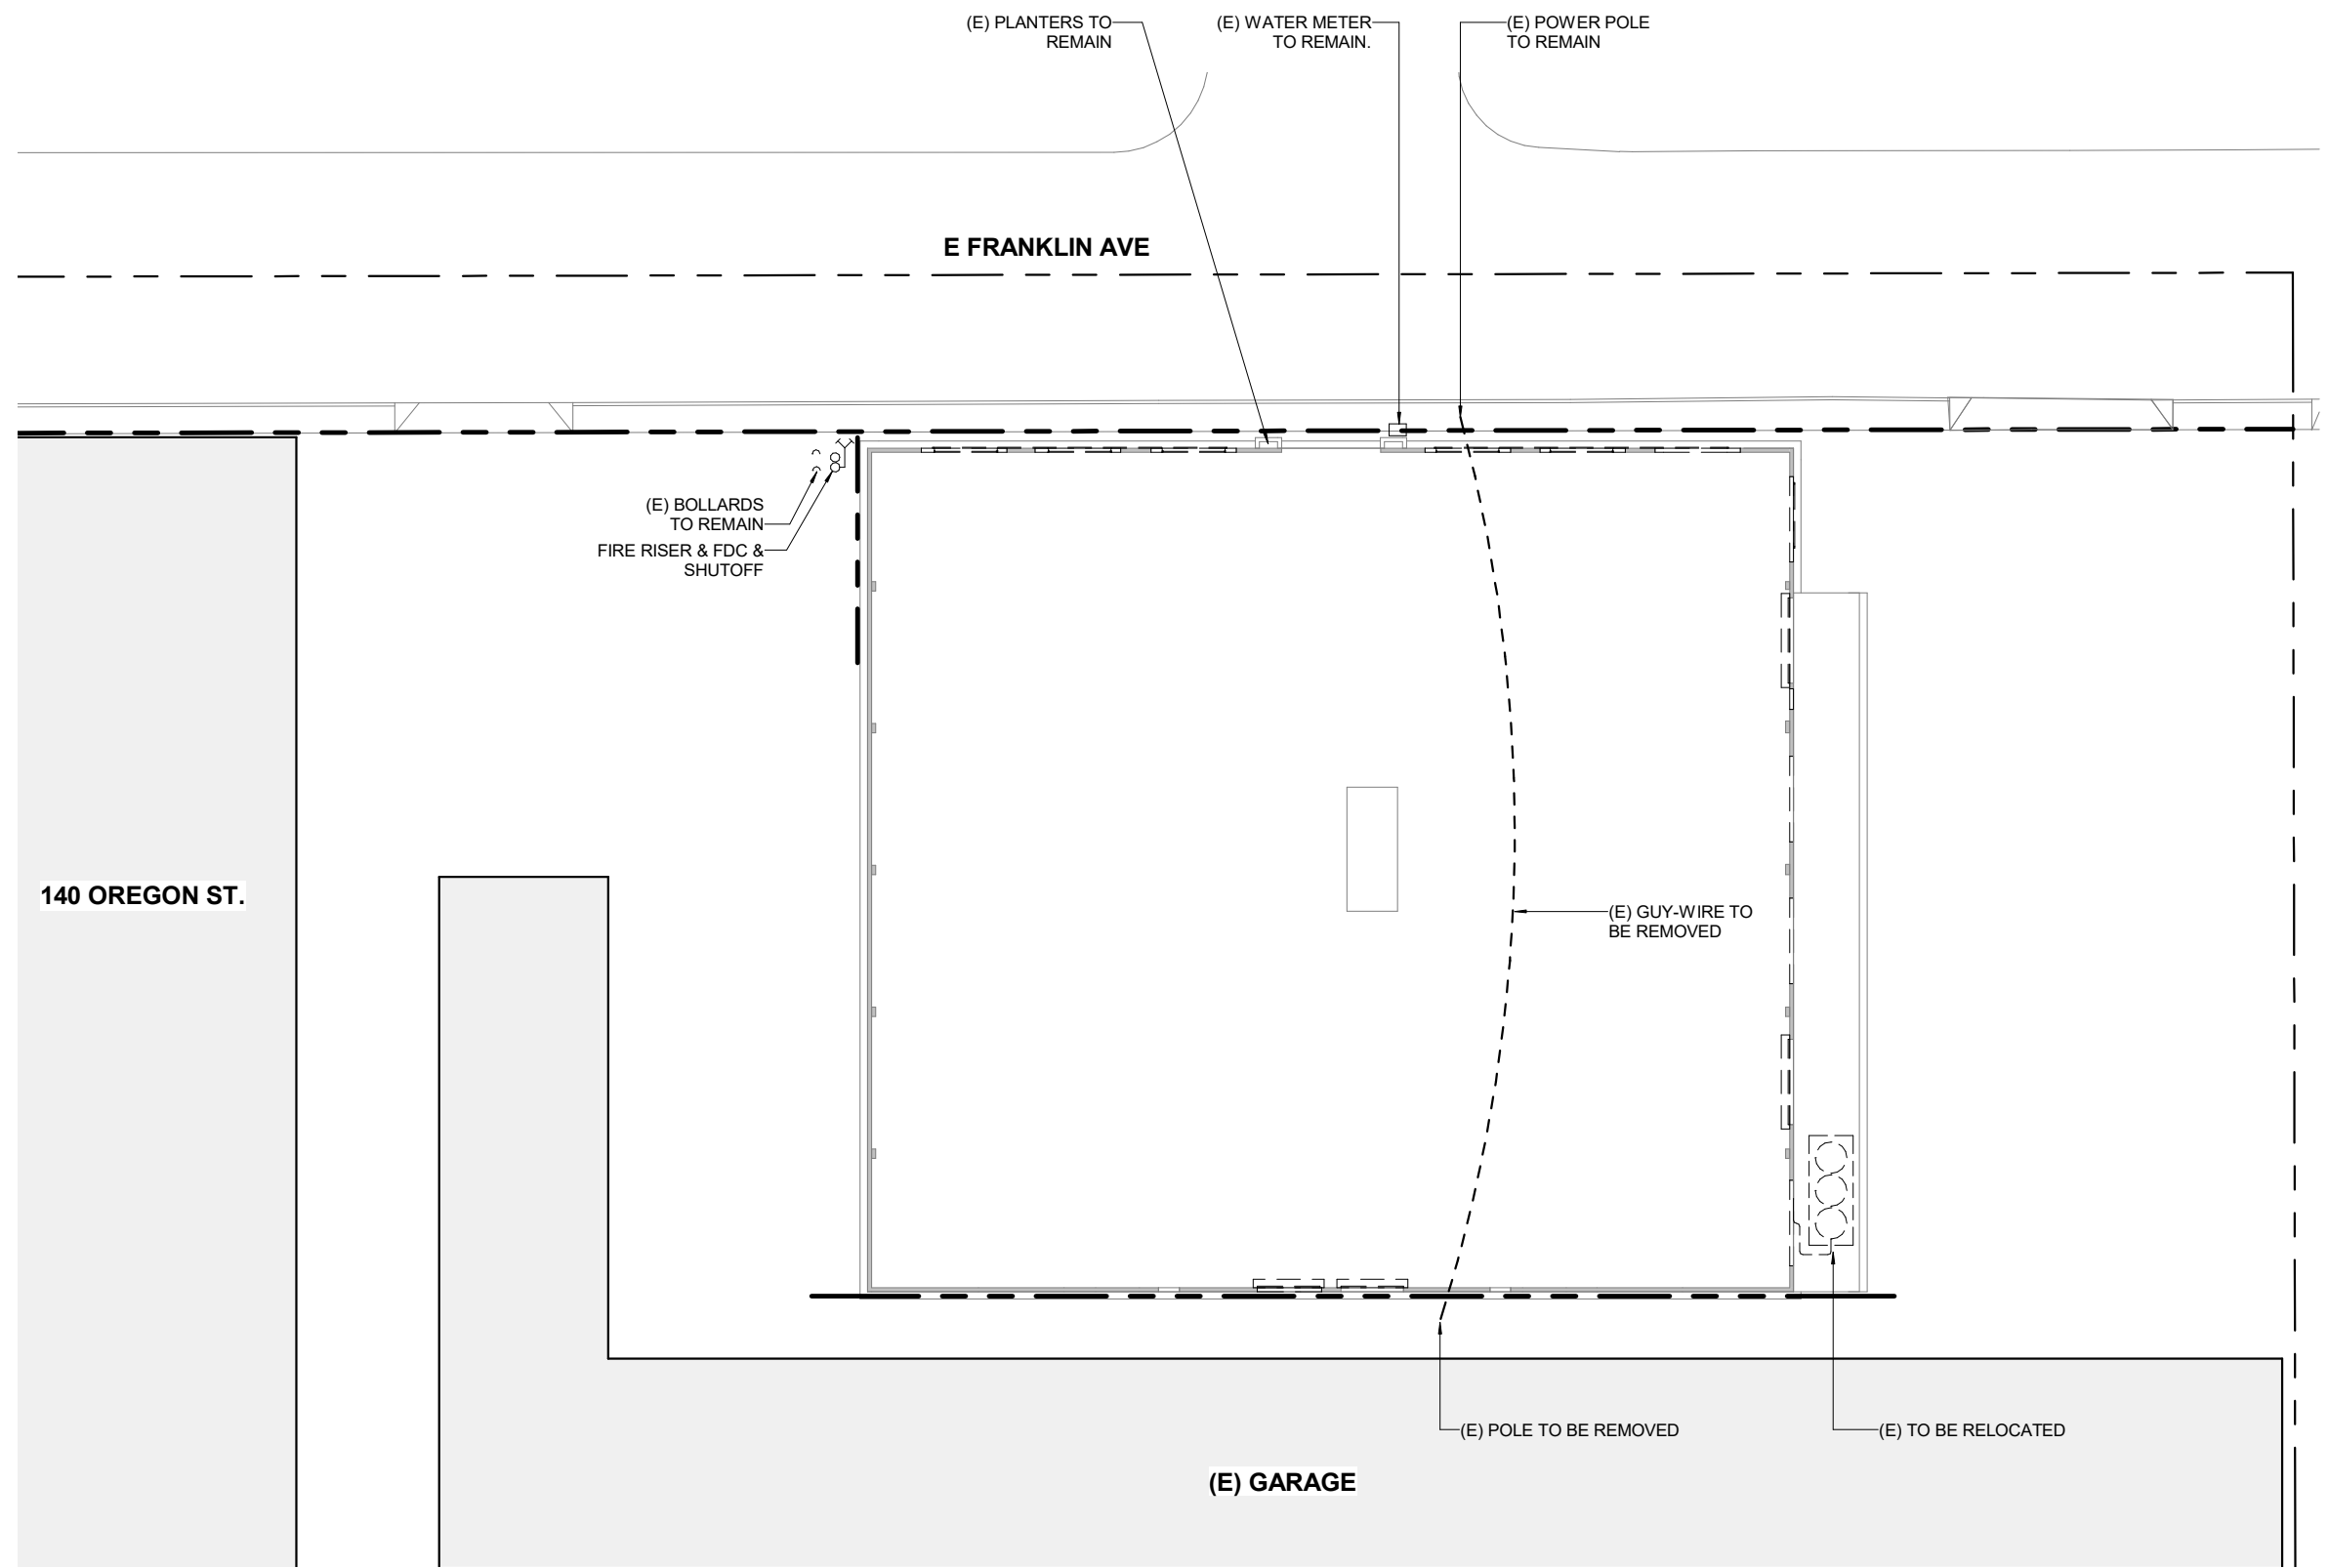 (E) PLANTERS TO
REMAIN
(E) WATER METER
TO REMAIN.
(E) POWER POLE
TO REMAIN
E FRANKLIN AVE
(E) BOLLARDS
TO REMAIN
FIRE RISER & FDC &
SHUTOFF
140 OREGON ST.
(E) GUY-WIRE TO
BE REMOVED
(E) POLE TO BE REMOVED
(E) TO BE RELOCATED
(E) GARAGE